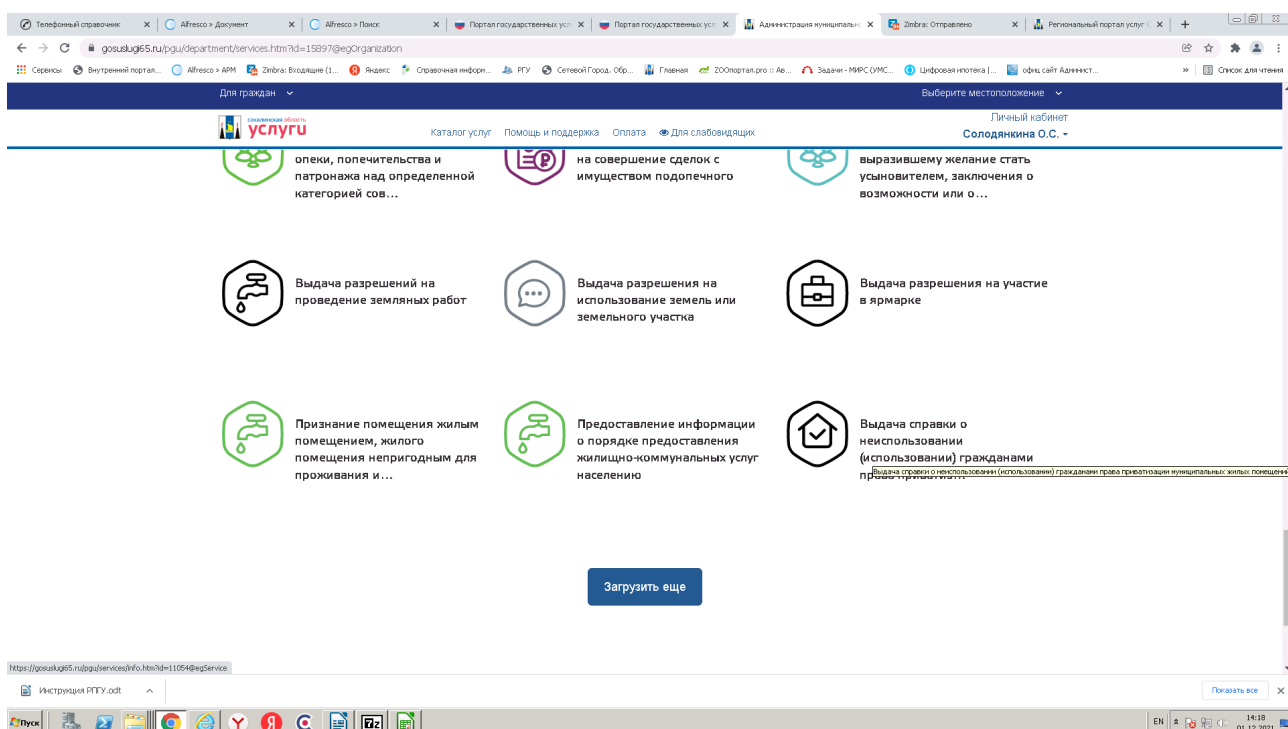 Телефонный справочник
Alfresco » Документ
Alfresco » Поиск
Портал государственных усл
Портал государственных усл
Администрация муниципальн
Zimbra: Отправлено
Региональный портал услуг
gosuslugi65.ru/pgu/department/services.htm?id=15897@egOrganization
Сервисы
Внутренний портал...
Alfresco » АРМ
Zimbra: Входящие (1...
Яндекс
Справочная информ...
РГУ
Сетевой Город. Обр...
Главная
ZOOпортал.pro :: Ав...
Задачи - МИРС (УМС...
Цифровая ипотека |...
офиц сайт Админист...
»
Список для чтения
Для граждан
Выберите местоположение
сахалинская область
услуги
Каталог услуг
Помощь и поддержка
Оплата
Для слабовидящих
Личный кабинет
Солодянкина О.С.
опеки, попечительства и
патронажа над определенной
категорией сов...
на совершение сделок с
имуществом подопечного
выразившему желание стать
усыновителем, заключения о
возможности или о...
Выдача разрешений на
проведение земляных работ
Выдача разрешения на
использование земель или
земельного участка
Выдача разрешения на участие
в ярмарке
Признание помещения жилым
помещением, жилого
помещения непригодным для
проживания и...
Предоставление информации
о порядке предоставления
жилищно-коммунальных услуг
населению
Выдача справки о
неиспользовании
(использовании) гражданами
права приватиз...
Выдача справки о неиспользовании (использовании) гражданами права приватизации муниципальных жилых помещений
Загрузить еще
https://gosuslugi65.ru/pgu/services/info.htm?id=11054@egService
Инструкция РПГУ.odt
Показать все
Пуск
EN
14:18
01.12.2021